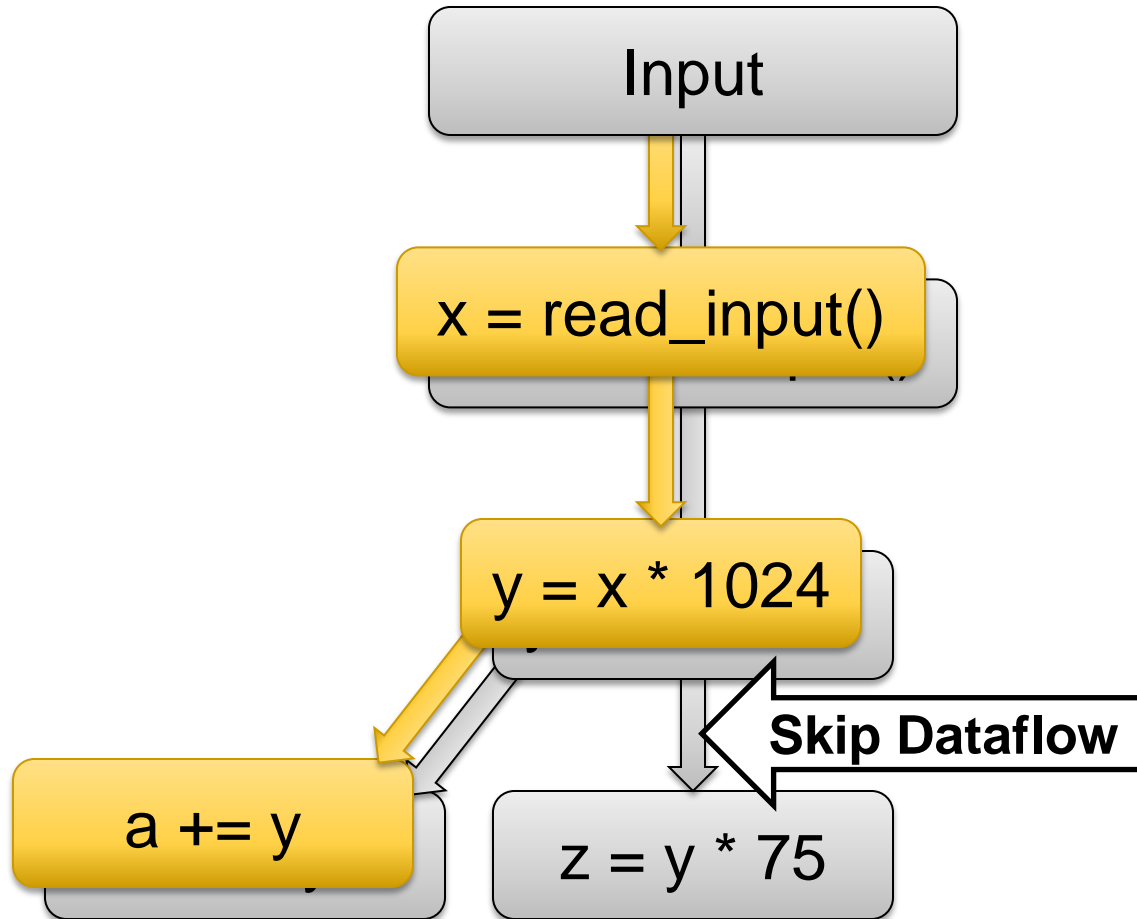 Input
x = read_input()
y = x * 1024
Skip Dataflow
a += y
z = y * 75